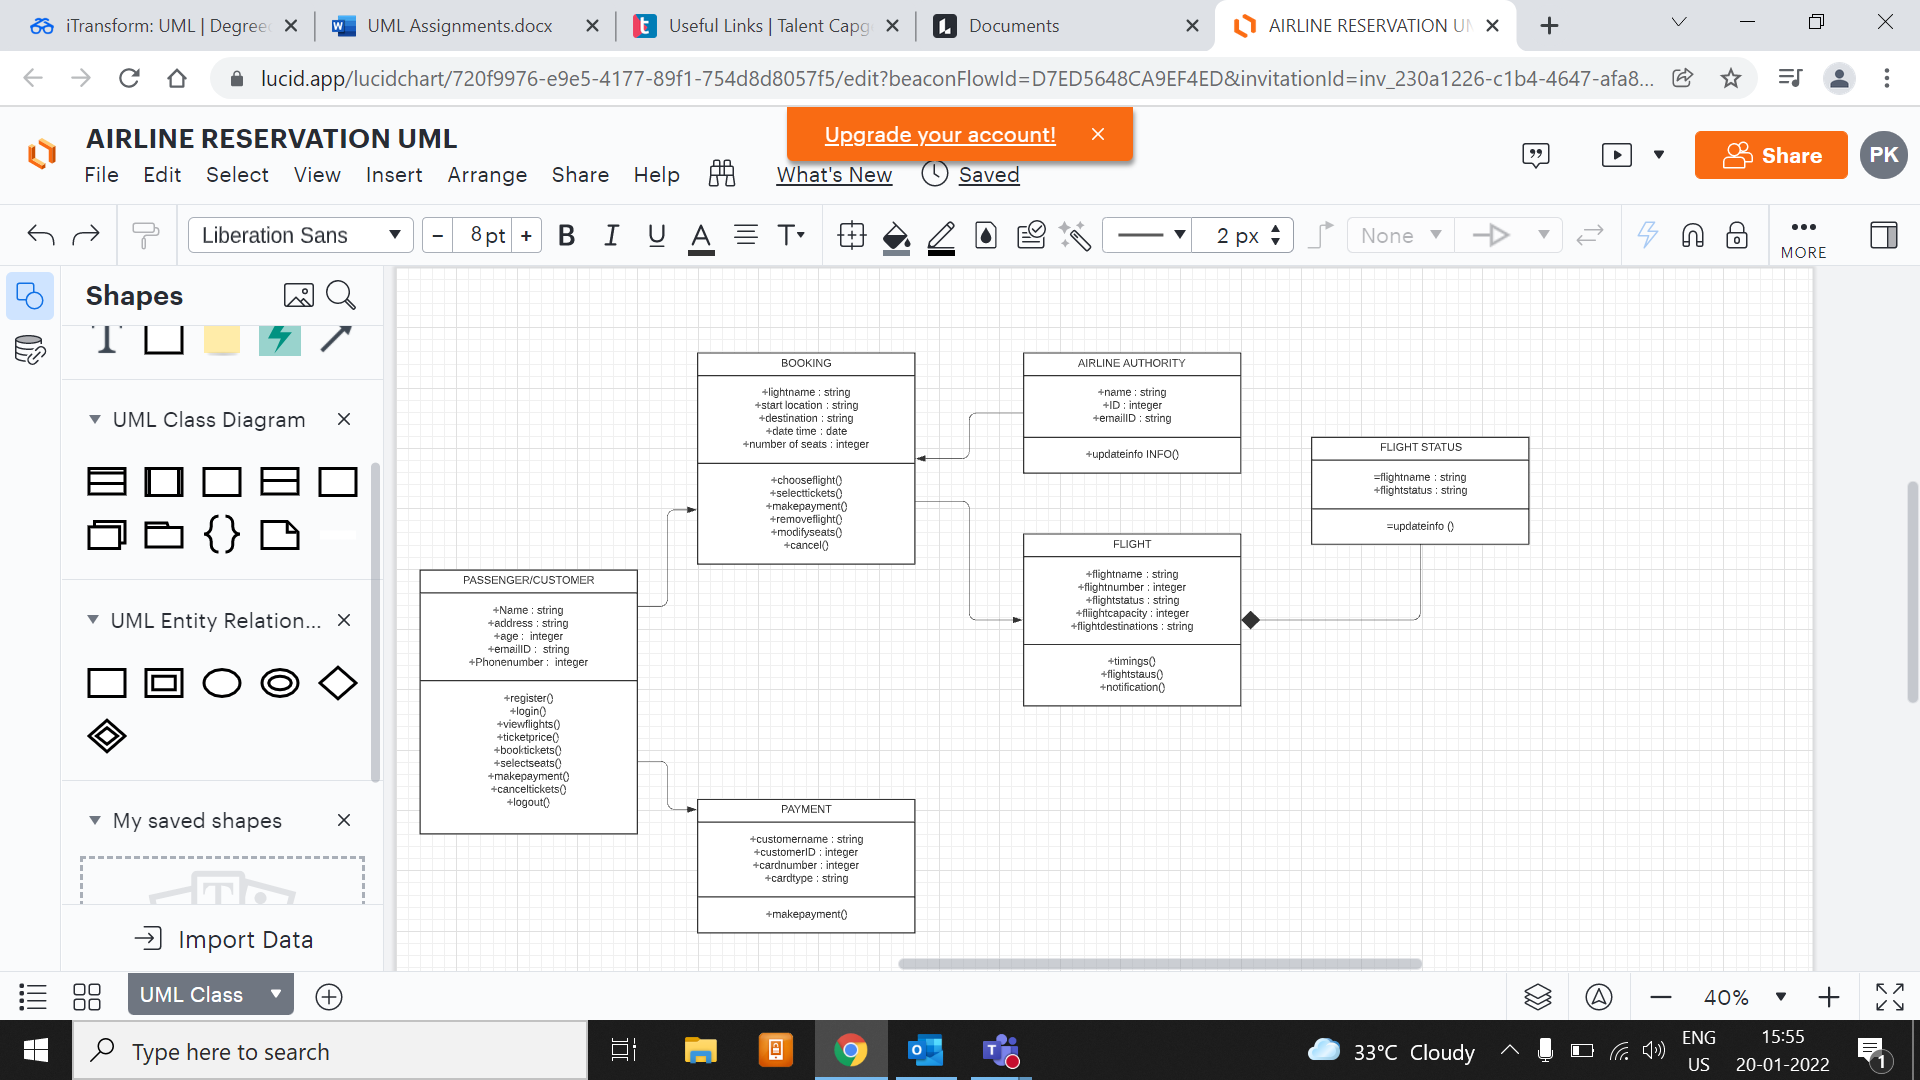 iTransform: UML | Degree
UML Assignments.docx
Useful Links | Talent Capg
Documents
AIRLINE RESERVATION UM
lucid.app/lucidchart/720f9976-e9e5-4177-89f1-754d8d8057f5/edit?beaconFlowId=D7ED5648CA9EF4ED&invitationId=inv_230a1226-c1b4-4647-afa8...
AIRLINE RESERVATION UML
Upgrade your account!
File Edit Select View Insert Arrange Share Help What's New Saved
Share
PK
Liberation Sans
- 8 pt +
B I U A T
2 px
None
MORE
Shapes
T
UML Class Diagram
UML Entity Relation...
My saved shapes
T
Import Data
BOOKING
+lightname : string
+start location : string
+destination : string
+date time : date
+number of seats : integer
+chooseflight()
+selecttickets()
+makepayment()
+removeflight()
+modifyseats()
+cancel()
AIRLINE AUTHORITY
+name : string
+ID : integer
+emailID : string
+updateinfo INFO()
FLIGHT STATUS
=flightname : string
+flightstatus : string
=updateinfo ()
FLIGHT
+flightname : string
+flightnumber : integer
+flightstatus : string
+fliightcapacity : integer
+flightdestinations : string
+timings()
+flightstaus()
+notification()
PASSENGER/CUSTOMER
+Name : string
+address : string
+age : integer
+emailID : string
+Phonenumber : integer
+register()
+login()
+viewflights()
+ticketprice()
+booktickets()
+selectseats()
+makepayment()
+canceltickets()
+logout()
PAYMENT
+customername : string
+customerID : integer
+cardnumber : integer
+cardtype : string
+makepayment()
UML Class
40%
Type here to search
33°C Cloudy
ENG
US
15:55
20-01-2022
1